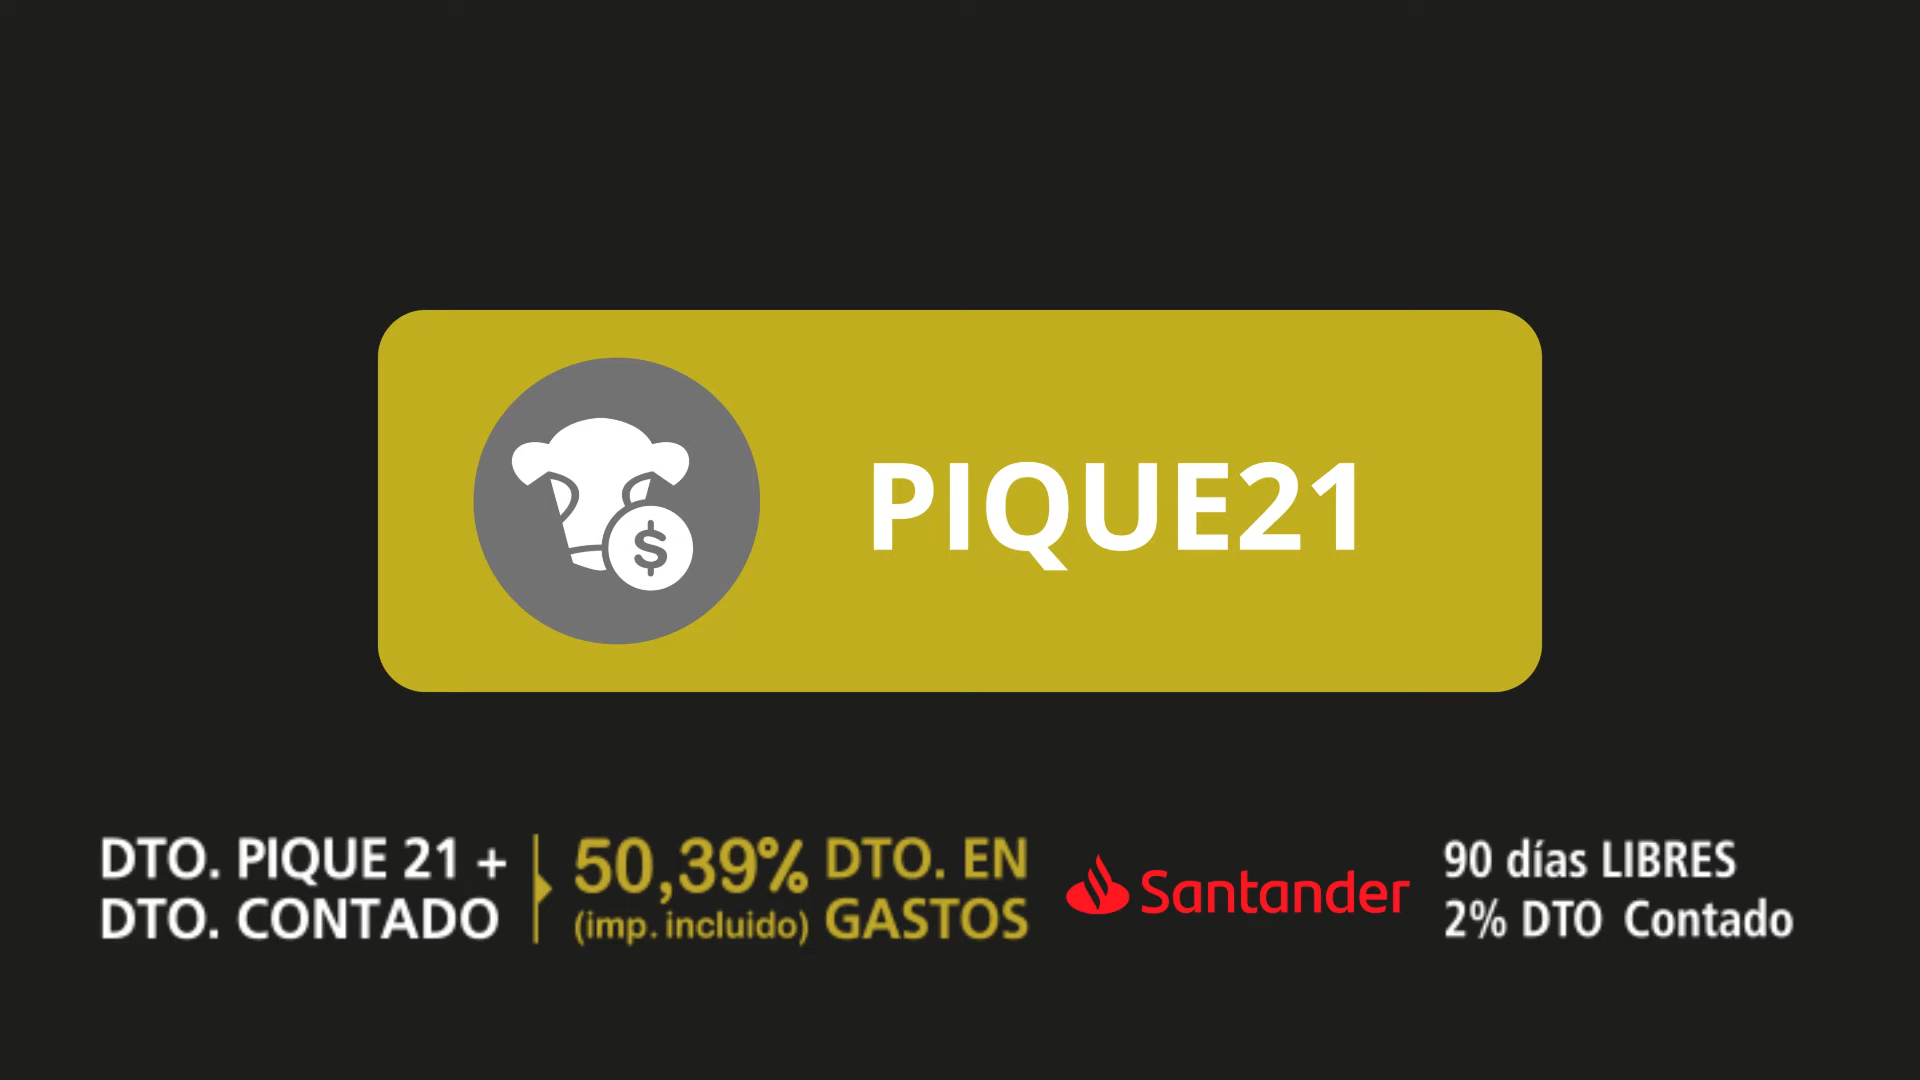 $
PIQUE21
DTO. PIQUE 21 +
DTO. CONTADO
50,39% DTO. EN
(imp. incluido) GASTOS
Santander
90 días LIBRES
2% DTO Contado